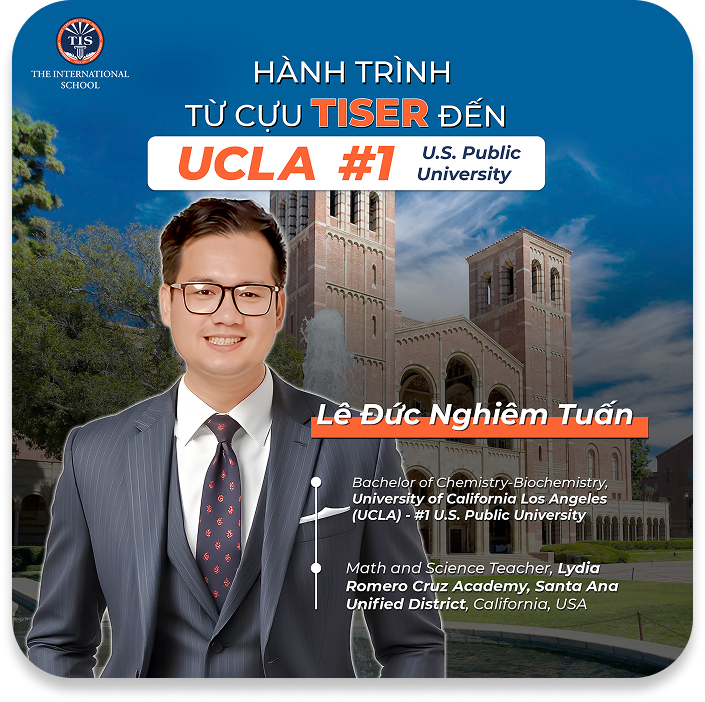 TIS
THE INTERNATIONAL
SCHOOL
HÀNH TRÌNH
TỪ CỰU TISER ĐẾN
UCLA #1 U.S. Public
University
Lê Đức Nghiêm Tuấn
Bachelor of Chemistry-Biochemistry,
University of California Los Angeles
(UCLA) - #1 U.S. Public University
Math and Science Teacher, Lydia
Romero Cruz Academy, Santa Ana
Unified District, California, USA